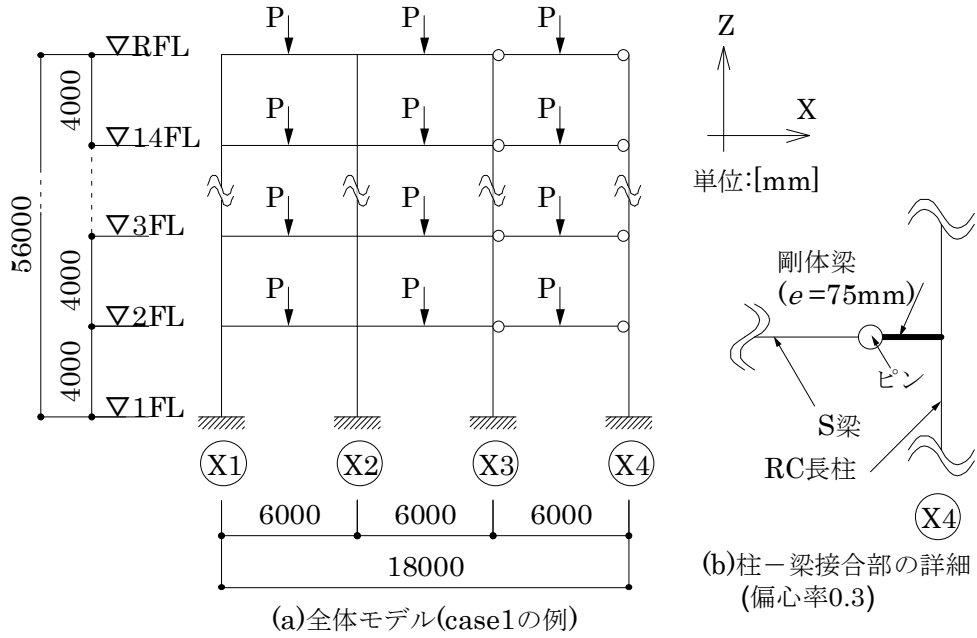 P P P
▽RFL
4000
P P P
▽14FL
56000
P P P
▽3FL
4000
P P P
▽2FL
4000
▽1FL
X1 X2 X3 X4
6000 6000 6000
18000
(a)全体モデル(case1の例)
Z
X
単位:[mm]
剛体梁
(e=75mm)
ピン
S梁
RC長柱
X4
(b)柱－梁接合部の詳細
(偏心率0.3)